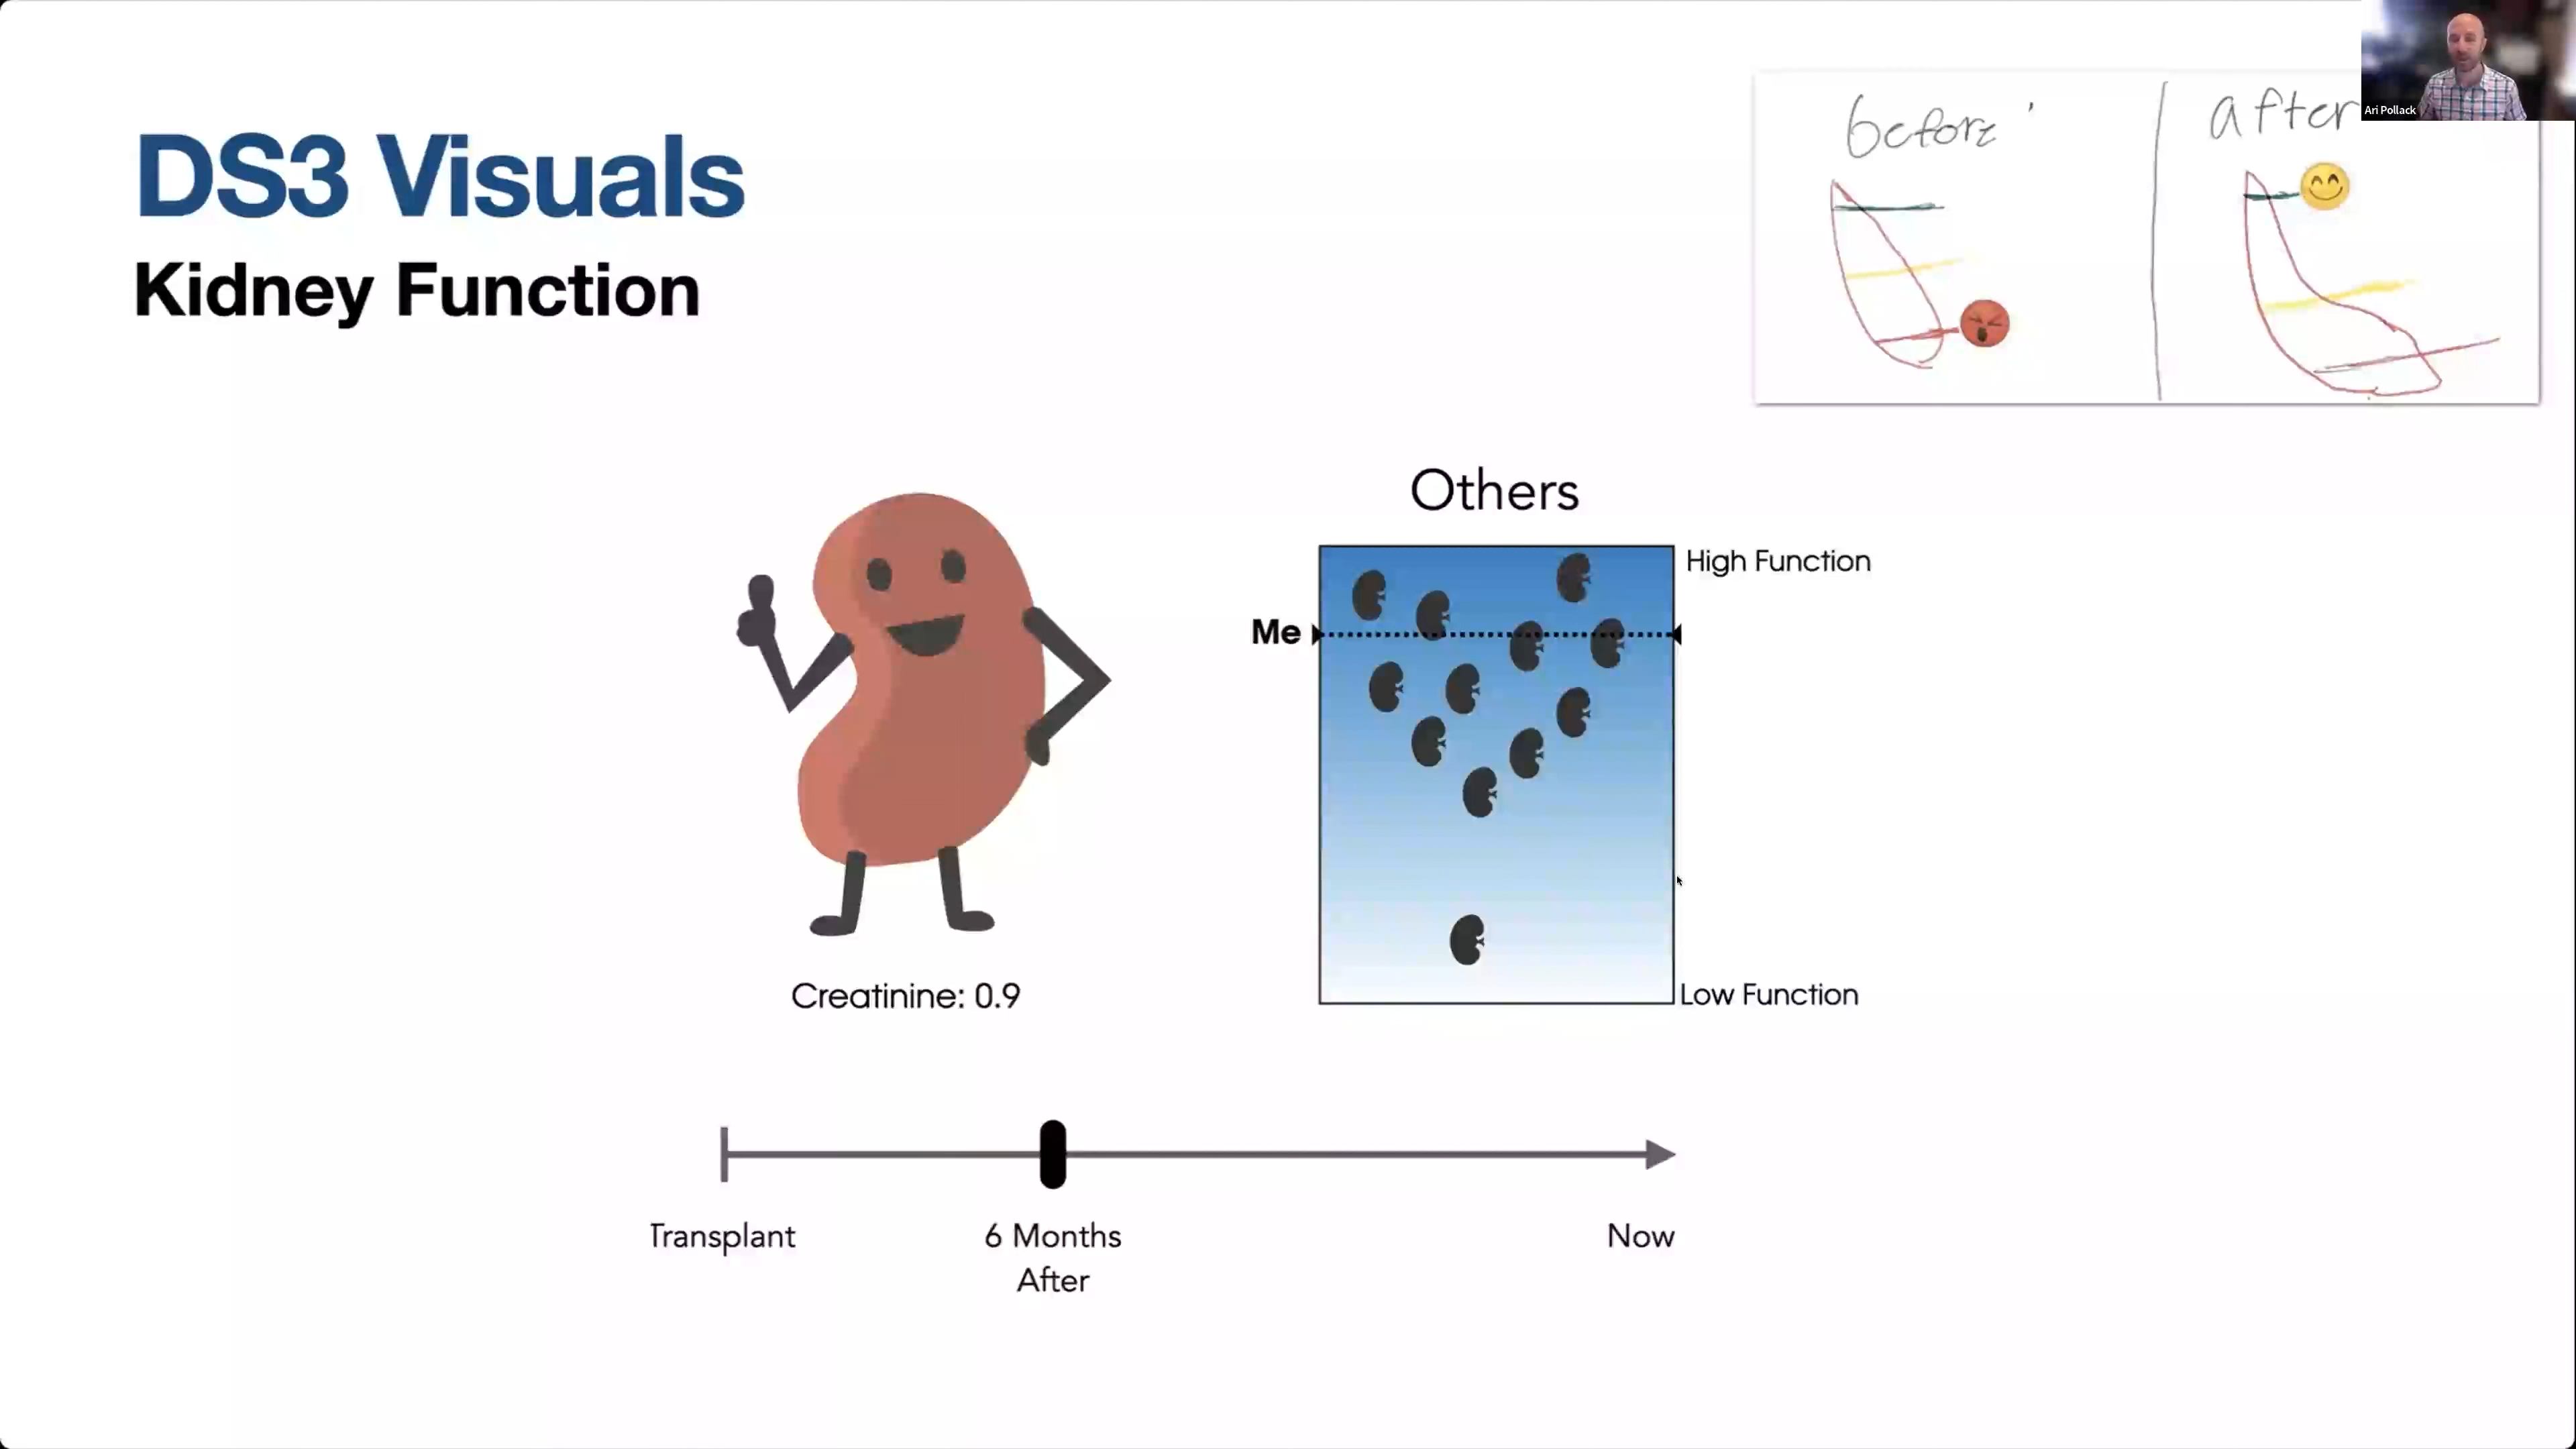 DS3 Visuals
Kidney Function
before
after
Ari Pollack
Others
High Function
Me
Low Function
Creatinine: 0.9
Transplant
6 Months
After
Now